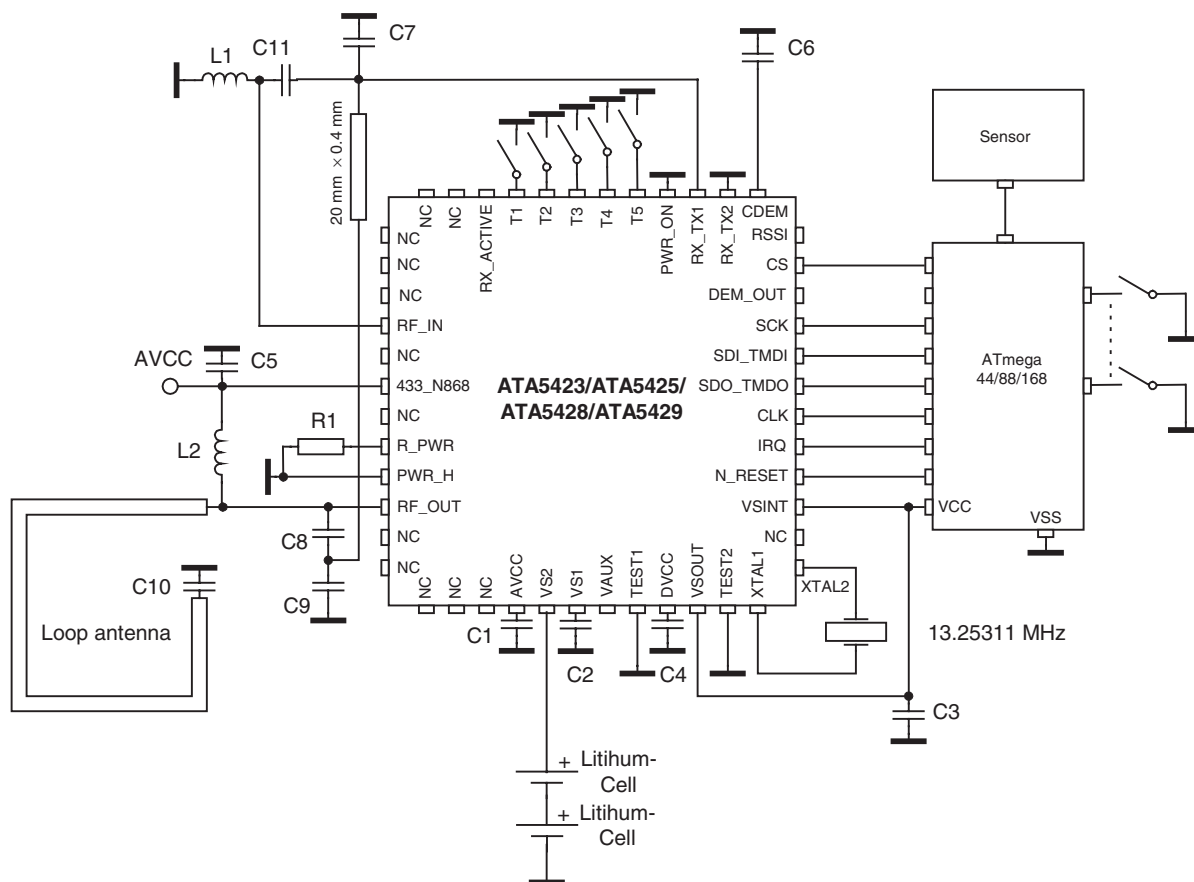 C7
C6
L1
C11
20 mm × 0.4 mm
Sensor
NC
NC
RX_ACTIVE
T1
T2
T3
T4
T5
PWR_ON
RX_TX1
RX_TX2
CDEM
NC
NC
NC
RF_IN
NC
433_N868
NC
R_PWR
PWR_H
RF_OUT
NC
NC
RSSI
CS
DEM_OUT
SCK
SDI_TMDI
SDO_TMDO
CLK
IRQ
N_RESET
VSINT
NC
XTAL2
ATA5423/ATA5425/
ATA5428/ATA5429
ATmega
44/88/168
VCC
VSS
AVCC
C5
R1
L2
C8
C9
C10
Loop antenna
NC
NC
NC
AVCC
VS2
VS1
VAUX
TEST1
DVCC
VSOUT
TEST2
XTAL1
C1
C2
C4
13.25311 MHz
C3
+ Litihum-
Cell
+ Litihum-
Cell